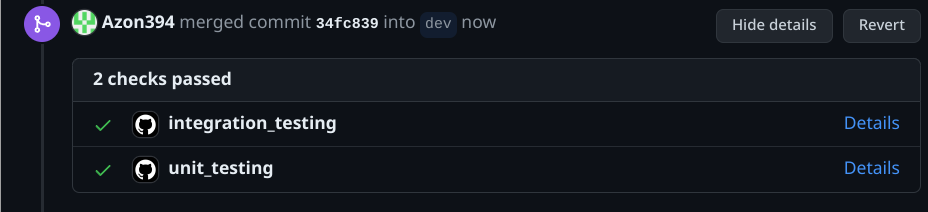 Azon394 merged commit 34fc839 into dev now
Hide details
Revert
2 checks passed
integration_testing
Details
unit_testing
Details